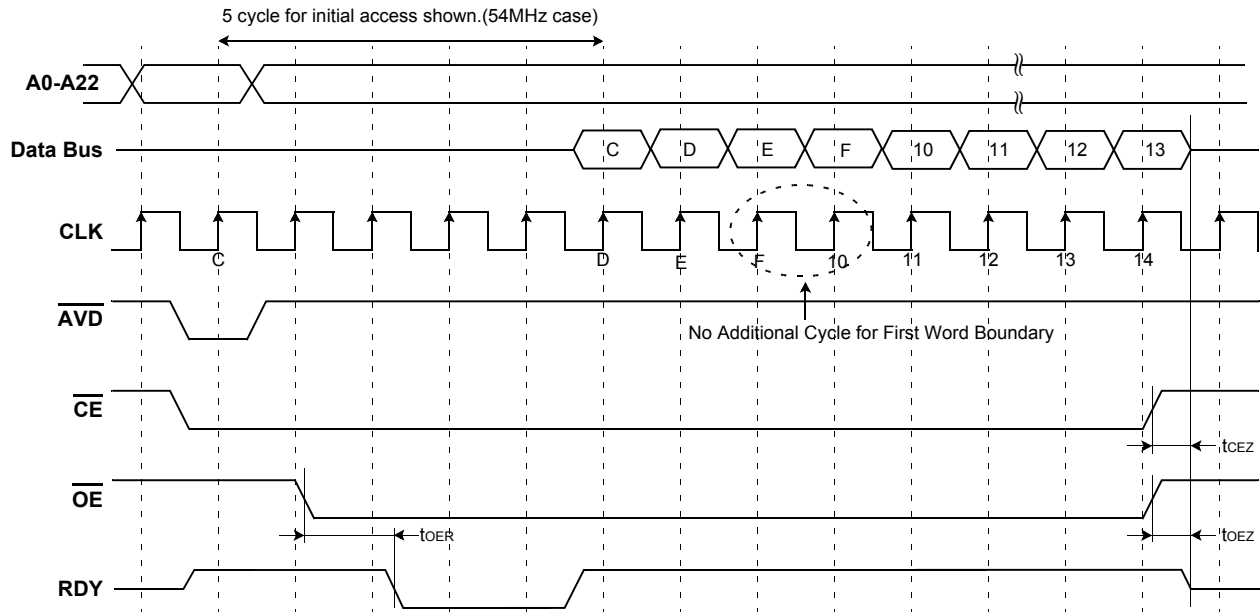 5 cycle for initial access shown.(54MHz case)
A0-A22
Data Bus C D E F 10 11 12 13
CLK
C D E F 10 11 12 13 14
AVD
No Additional Cycle for First Word Boundary
CE
tCEZ
OE
tOER tOEZ
RDY